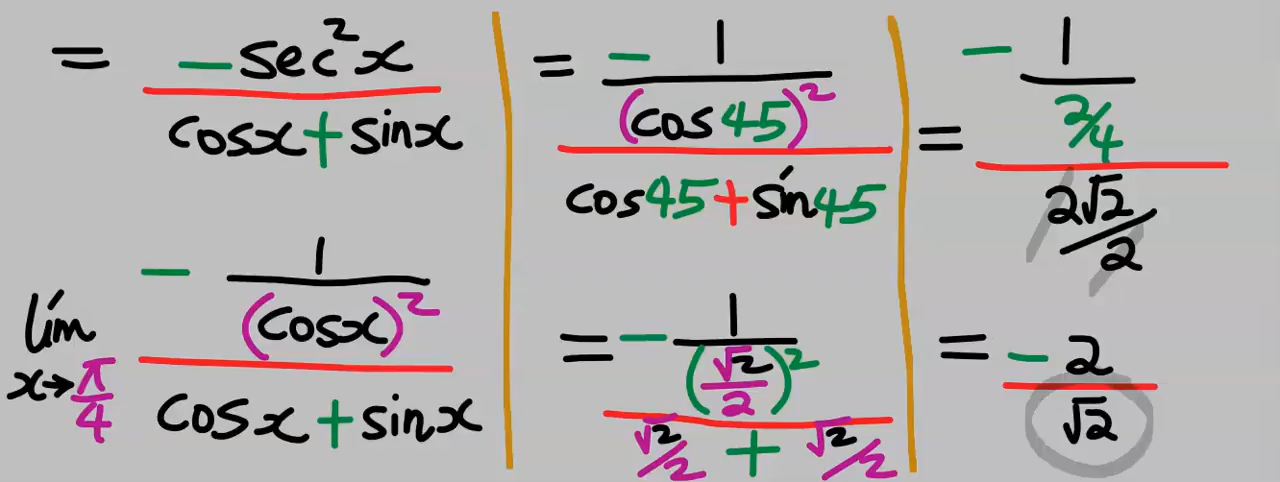 = −sec²x / (cosx + sinx)
lim x→π/4 −1/(cosx)² / (cosx + sinx)
= −1/(cos45)² / (cos45 + sin45)
= −1/(√2/2)² / (√2/2 + √2/2)
= −1/(2/4) / (2√2/2)
= −2/√2